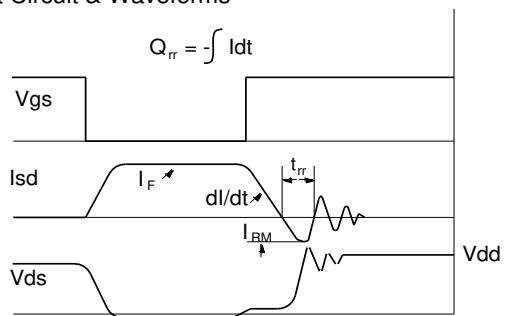 t Circuit & Waveforms
Qrr = -∫ Idt
Vgs
Isd
IF
dI/dt
trr
IRM
Vds
Vdd